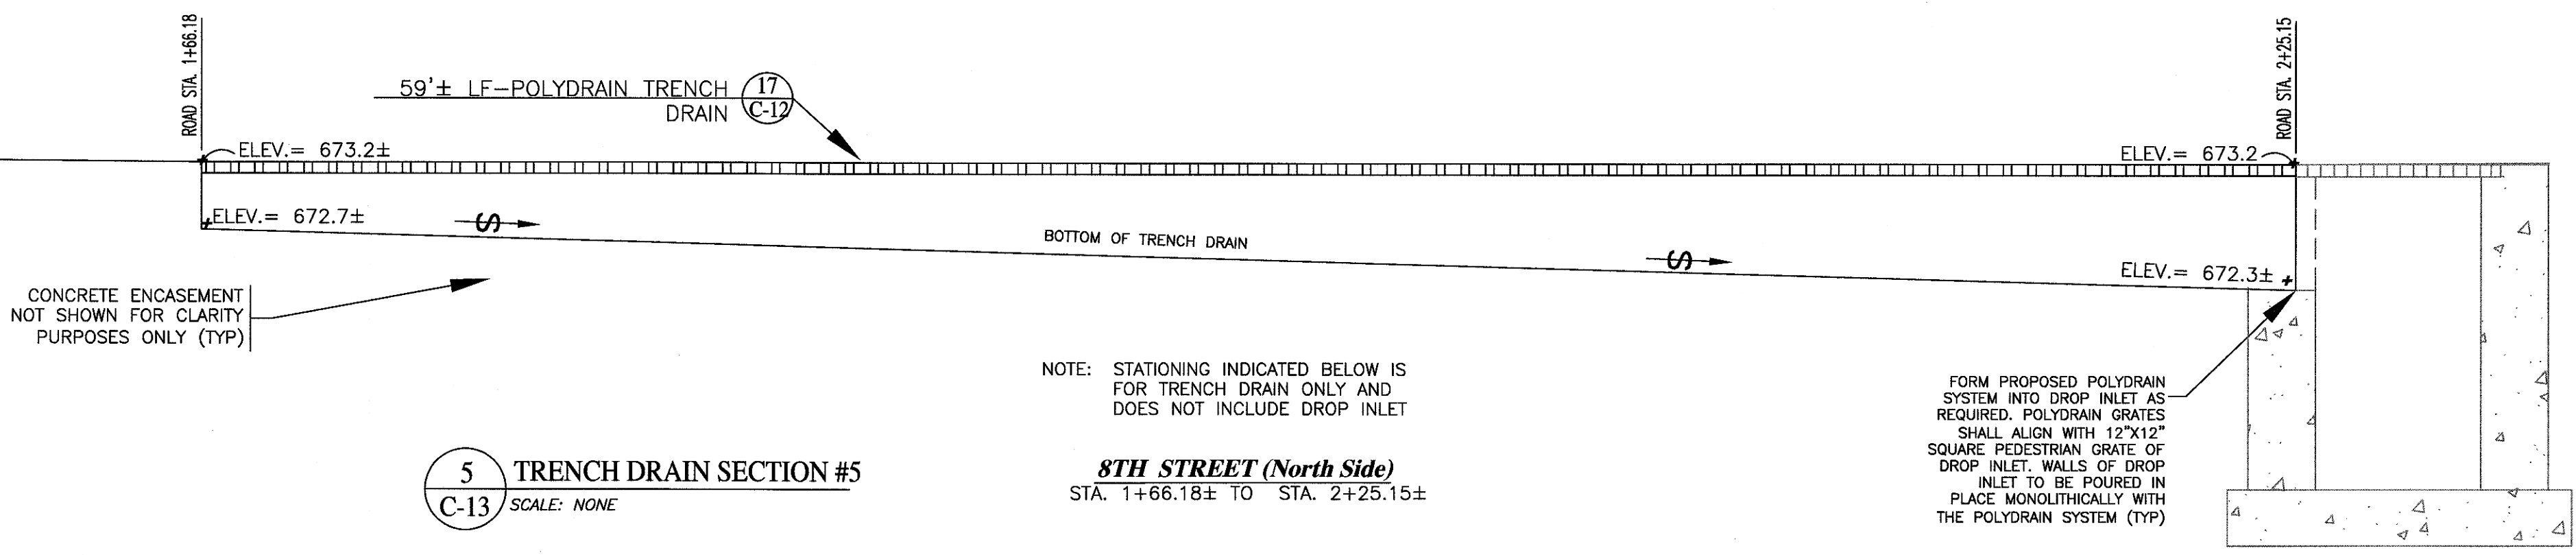 ROAD STA. 1+66.18
ROAD STA. 2+25.15
59'± LF-POLYDRAIN TRENCH
DRAIN
17
C-12
ELEV.= 673.2±
ELEV.= 673.2
ELEV.= 672.7±
S
BOTTOM OF TRENCH DRAIN
S
ELEV.= 672.3±
CONCRETE ENCASEMENT
NOT SHOWN FOR CLARITY
PURPOSES ONLY (TYP)
NOTE: STATIONING INDICATED BELOW IS
FOR TRENCH DRAIN ONLY AND
DOES NOT INCLUDE DROP INLET
FORM PROPOSED POLYDRAIN
SYSTEM INTO DROP INLET AS
REQUIRED. POLYDRAIN GRATES
SHALL ALIGN WITH 12"X12"
SQUARE PEDESTRIAN GRATE OF
DROP INLET. WALLS OF DROP
INLET TO BE POURED IN
PLACE MONOLITHICALLY WITH
THE POLYDRAIN SYSTEM (TYP)
5
C-13
TRENCH DRAIN SECTION #5
SCALE: NONE
8TH STREET (North Side)
STA. 1+66.18± TO STA. 2+25.15±